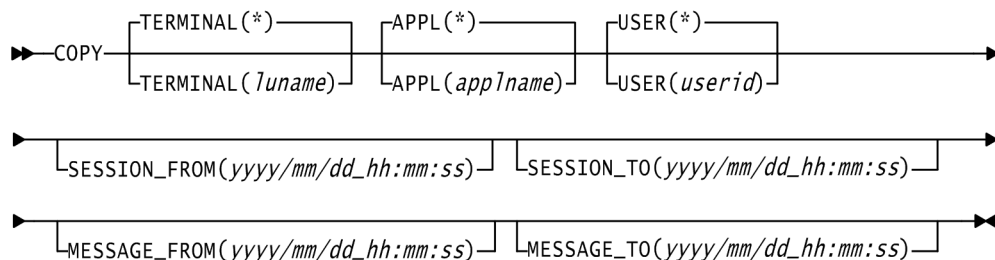 TERMINAL(*) APPL(*) USER(*)
COPY
TERMINAL(luname) APPL(applname) USER(userid)
SESSION_FROM(yyyy/mm/dd_hh:mm:ss) SESSION_TO(yyyy/mm/dd_hh:mm:ss)
MESSAGE_FROM(yyyy/mm/dd_hh:mm:ss) MESSAGE_TO(yyyy/mm/dd_hh:mm:ss)